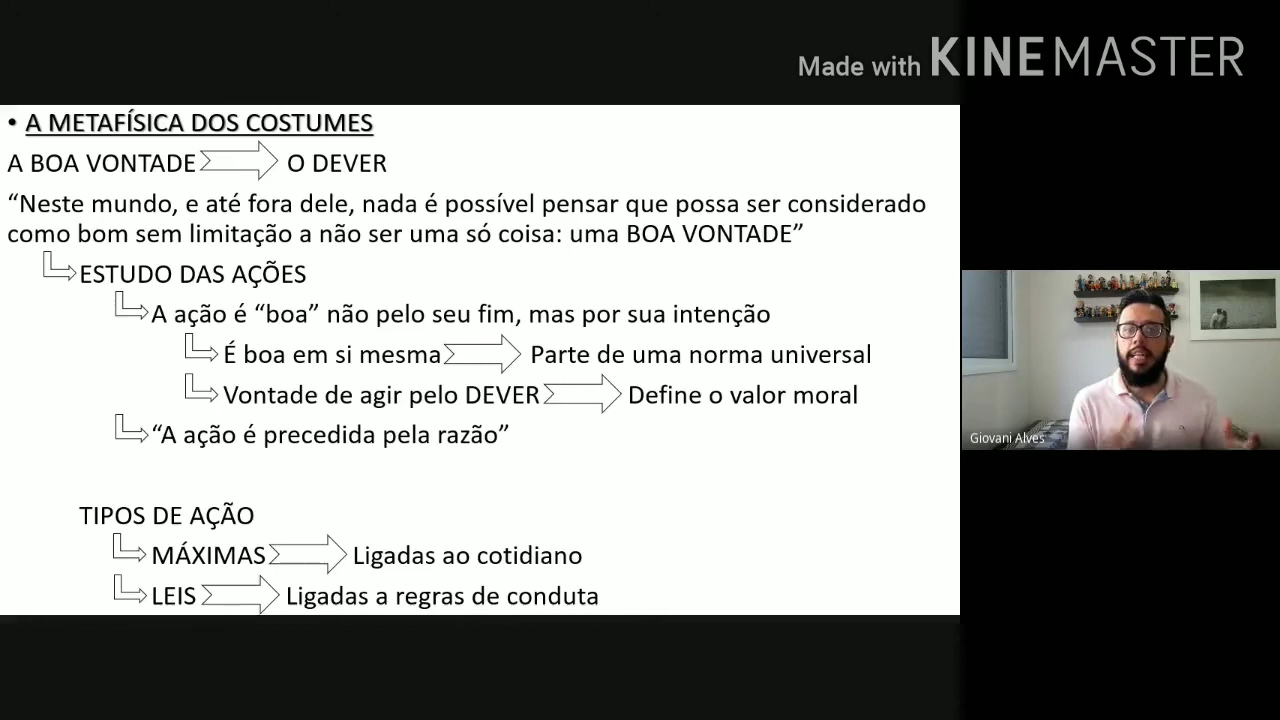 Made with KINEMASTER
• A METAFÍSICA DOS COSTUMES
A BOA VONTADE O DEVER
“Neste mundo, e até fora dele, nada é possível pensar que possa ser considerado
como bom sem limitação a não ser uma só coisa: uma BOA VONTADE”
ESTUDO DAS AÇÕES
A ação é “boa” não pelo seu fim, mas por sua intenção
É boa em si mesma Parte de uma norma universal
Vontade de agir pelo DEVER Define o valor moral
“A ação é precedida pela razão”
TIPOS DE AÇÃO
MÁXIMAS Ligadas ao cotidiano
LEIS Ligadas a regras de conduta
Giovani Alves